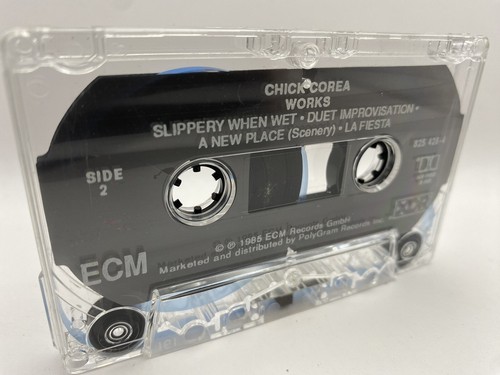 CHICK COREA
WORKS
SLIPPERY WHEN WET • DUET IMPROVISATION •
A NEW PLACE (Scenery) • LA FIESTA
SIDE
2
825 426-4
ECM
© ℗ 1985 ECM Records GmbH
Marketed and distributed by PolyGram Records Inc.